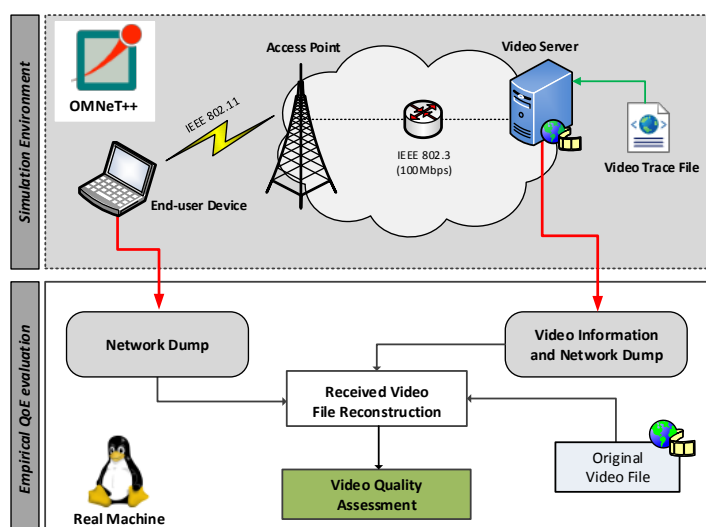 Simulation Environment
OMNeT++
IEEE 802.11
Access Point
Video Server
IEEE 802.3
(100Mbps)
Video Trace File
End-user Device
Empirical QoE evaluation
Network Dump
Video Information
and Network Dump
Received Video
File Reconstruction
Original
Video File
Video Quality
Assessment
Real Machine